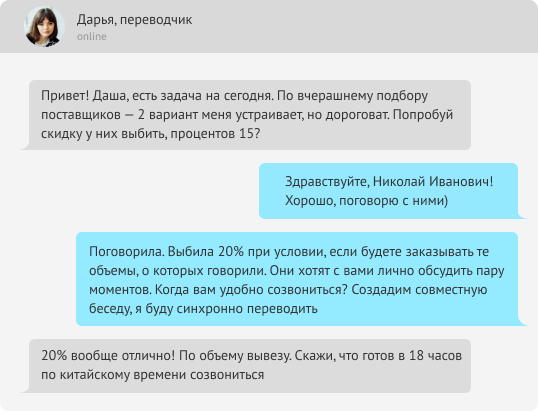 Дарья, переводчик
online
Привет! Даша, есть задача на сегодня. По вчерашнему подбору
поставщиков — 2 вариант меня устраивает, но дороговат. Попробуй
скидку у них выбить, процентов 15?
Здравствуйте, Николай Иванович!
Хорошо, поговорю с ними)
Поговорила. Выбила 20% при условии, если будете заказывать те
объемы, о которых говорили. Они хотят с вами лично обсудить пару
моментов. Когда вам удобно созвониться? Создадим совместную
беседу, я буду синхронно переводить
20% вообще отлично! По объему вывезу. Скажи, что готов в 18 часов
по китайскому времени созвониться